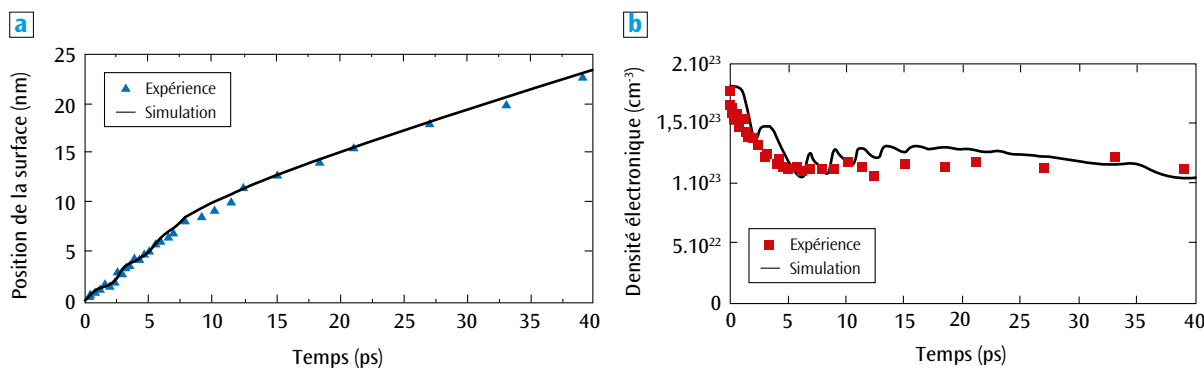 a
Position de la surface (nm)
25
20
15
10
5
0
Expérience
Simulation
0 5 10 15 20 25 30 35 40
Temps (ps)
b
Densité électronique (cm⁻³)
2.10²³
1,5.10²³
1.10²³
5.10²²
0
Expérience
Simulation
0 5 10 15 20 25 30 35 40
Temps (ps)